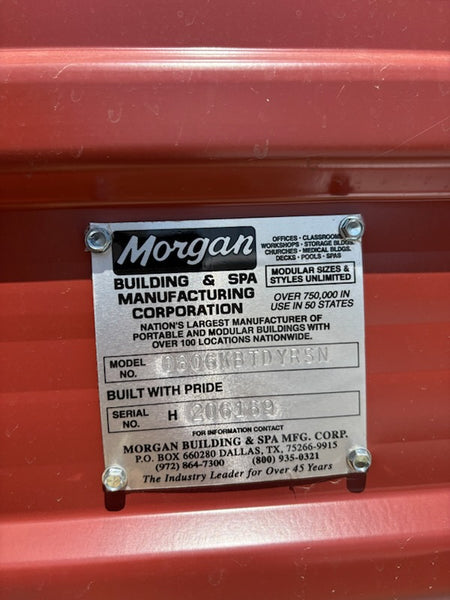 Morgan
OFFICES · CLASSROOMS
WORKSHOPS · STORAGE BLDGS.
CHURCHES · MEDICAL BLDGS.
DECKS · POOLS · SPAS
BUILDING & SPA
MANUFACTURING
CORPORATION
MODULAR SIZES &
STYLES UNLIMITED
OVER 750,000 IN
USE IN 50 STATES
NATION'S LARGEST MANUFACTURER OF
PORTABLE AND MODULAR BUILDINGS WITH
OVER 100 LOCATIONS NATIONWIDE.
MODEL
NO.
BUILT WITH PRIDE
SERIAL
NO.
H 206189
FOR INFORMATION CONTACT
MORGAN BUILDING & SPA MFG. CORP.
P.O. BOX 660280 DALLAS, TX, 75266-9915
(972) 864-7300 (800) 935-0321
The Industry Leader for Over 45 Years